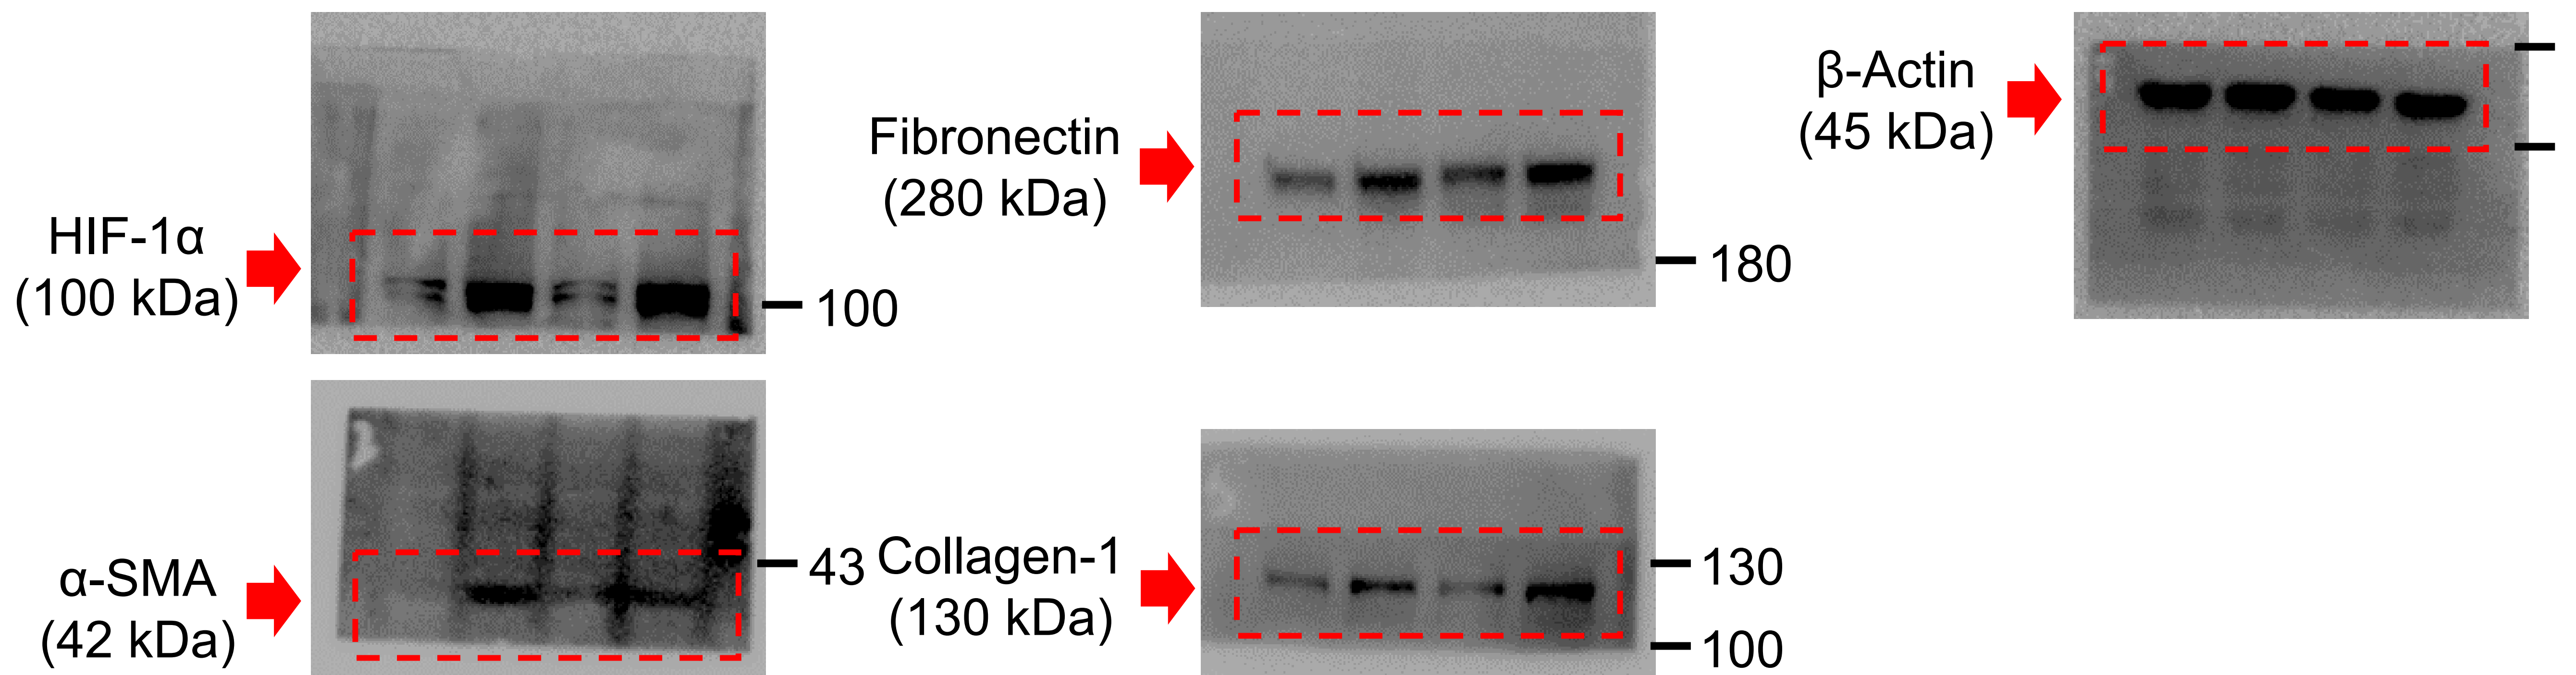 HIF-1α
(100 kDa)
100
Fibronectin
(280 kDa)
180
β-Actin
(45 kDa)
α-SMA
(42 kDa)
43
Collagen-1
(130 kDa)
130
100